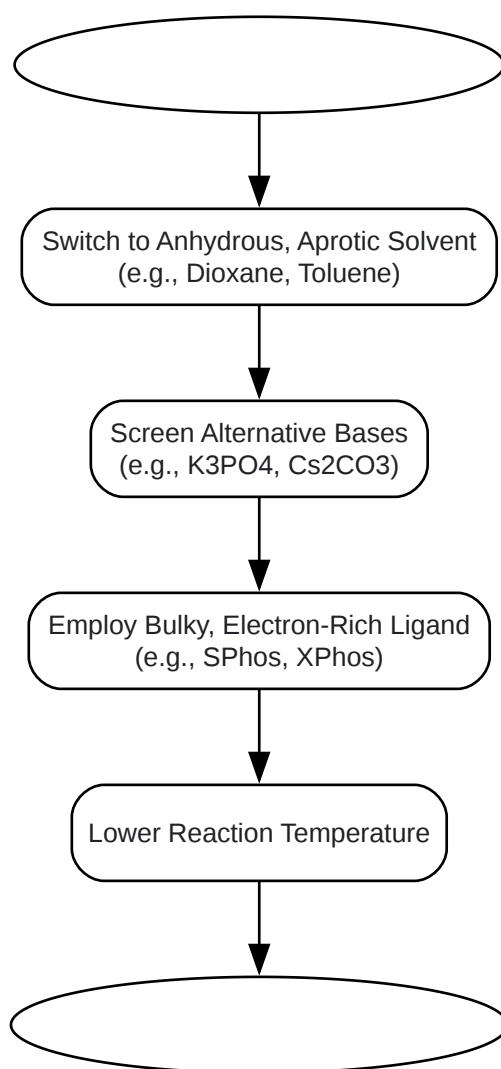 Switch to Anhydrous, Aprotic Solvent
(e.g., Dioxane, Toluene)
Screen Alternative Bases
(e.g., K3PO4, Cs2CO3)
Employ Bulky, Electron-Rich Ligand
(e.g., SPhos, XPhos)
Lower Reaction Temperature